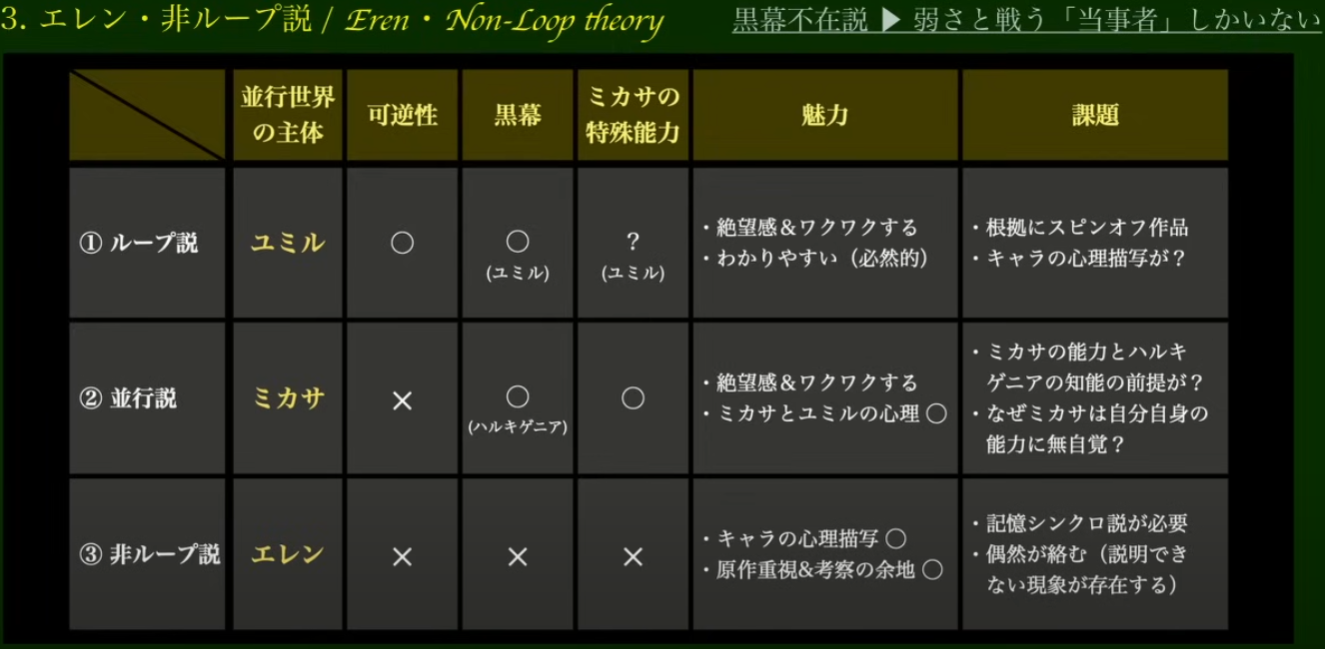 3. エレン・非ループ説 / Eren・Non-Loop theory
黒幕不在説 ▶ 弱さと戦う「当事者」しかいない
並行世界
の主体
可逆性
黒幕
ミカサの
特殊能力
魅力
課題
① ループ説
ユミル
○
○
(ユミル)
?
(ユミル)
・絶望感&ワクワクする
・わかりやすい（必然的）
・根拠にスピンオフ作品
・キャラの心理描写が？
② 並行説
ミカサ
×
○
(ハルキゲニア)
○
・絶望感&ワクワクする
・ミカサとユミルの心理 ○
・ミカサの能力とハルキ
ゲニアの知能の前提が？
・なぜミカサは自分自身の
能力に無自覚？
③ 非ループ説
エレン
×
×
×
・キャラの心理描写 ○
・原作重視&考察の余地 ○
・記憶シンクロ説が必要
・偶然が絡む（説明でき
ない現象が存在する）